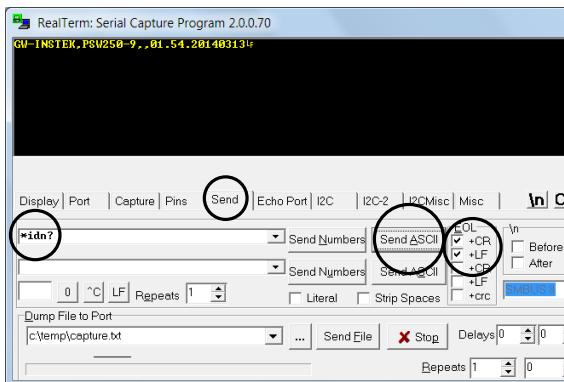 RealTerm: Serial Capture Program 2.0.0.70
GW-INSTEK,PSW250-9,,01.54.20140313LF
Display Port Capture Pins Send Echo Port I2C I2C-2 I2CMisc Misc \n
*idn? Send Numbers Send ASCII EOL +CR +LF \n Before After
Send Numbers Send ASCII +CR +LF +crc SMBUS 8
0 ^C LF Repeats 1 Literal Strip Spaces
Dump File to Port
c:\temp\capture.txt ... Send File Stop Delays 0 0
Repeats 1 0